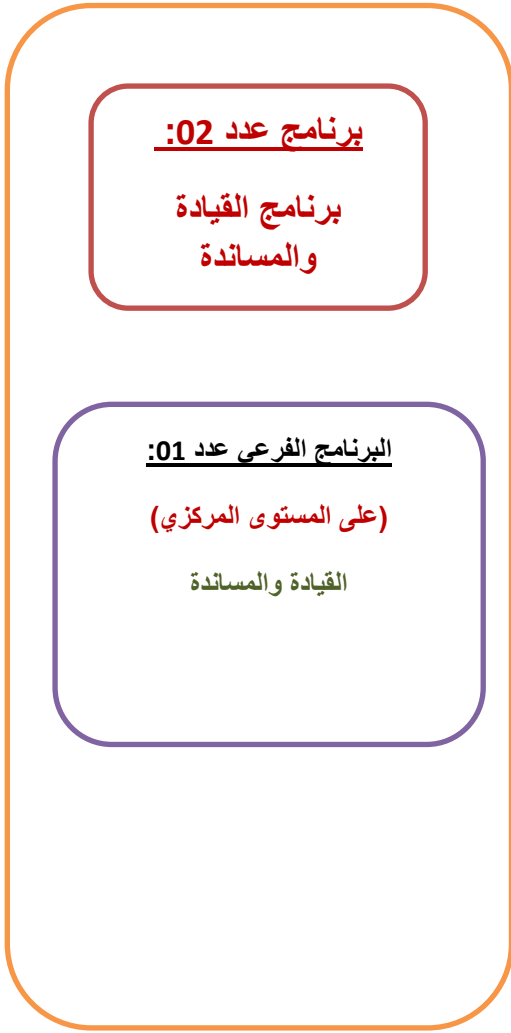 برنامج عدد 02:
برنامج القيادة
والمساندة
البرنامج الفرعي عدد 01:
(على المستوى المركزي)
القيادة والمساندة